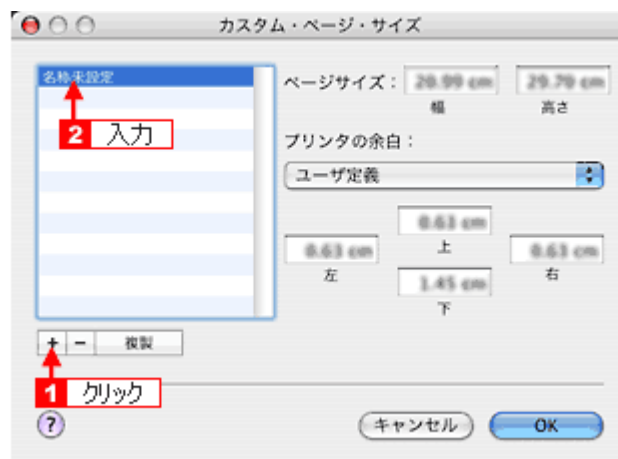 カスタム・ページ・サイズ
名称未設定
2 入力
ページサイズ：
20.99 cm
29.70 cm
幅
高さ
プリンタの余白：
ユーザ定義
0.63 cm
上
0.63 cm
左
0.63 cm
右
1.45 cm
下
+ − 複製
1 クリック
?
キャンセル
OK